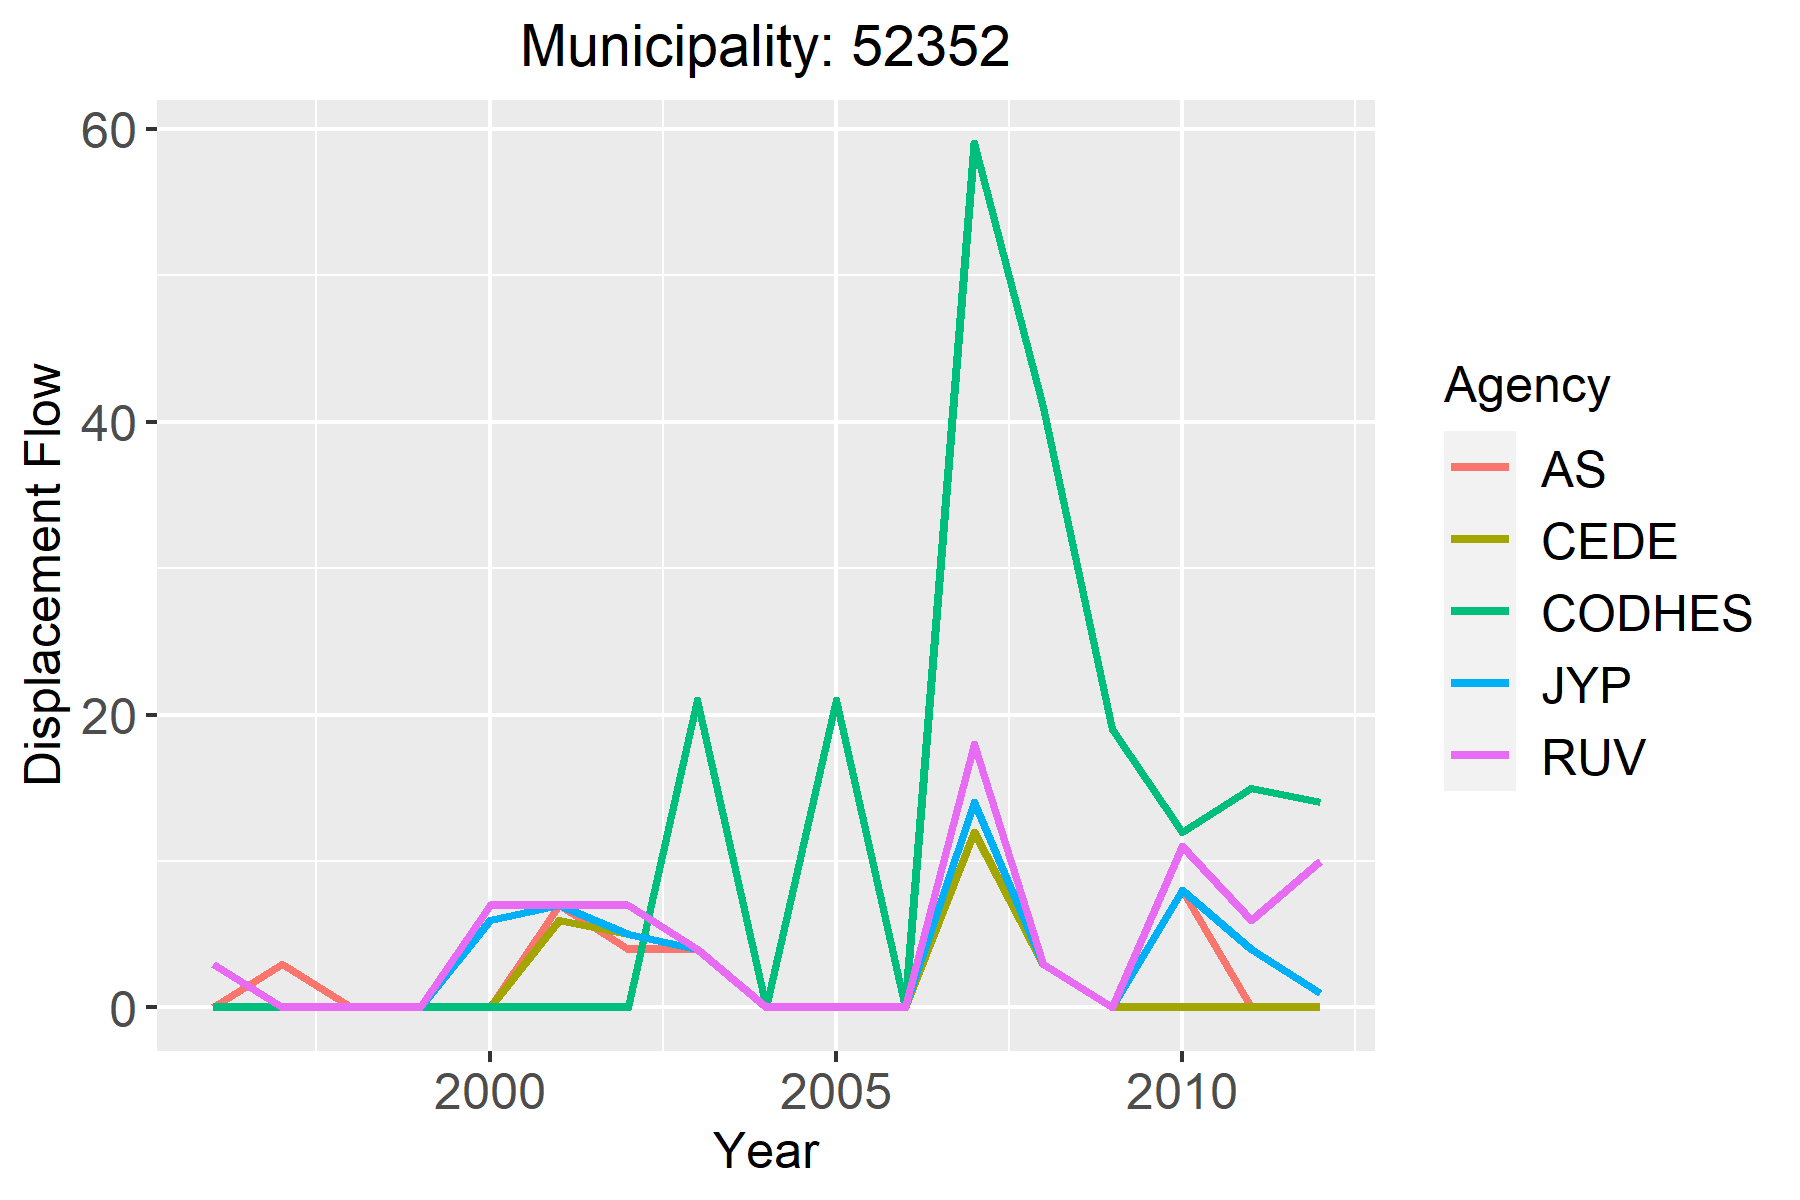 Municipality: 52352
60
40
20
0
Displacement Flow
2000 2005 2010
Year
Agency
AS
CEDE
CODHES
JYP
RUV